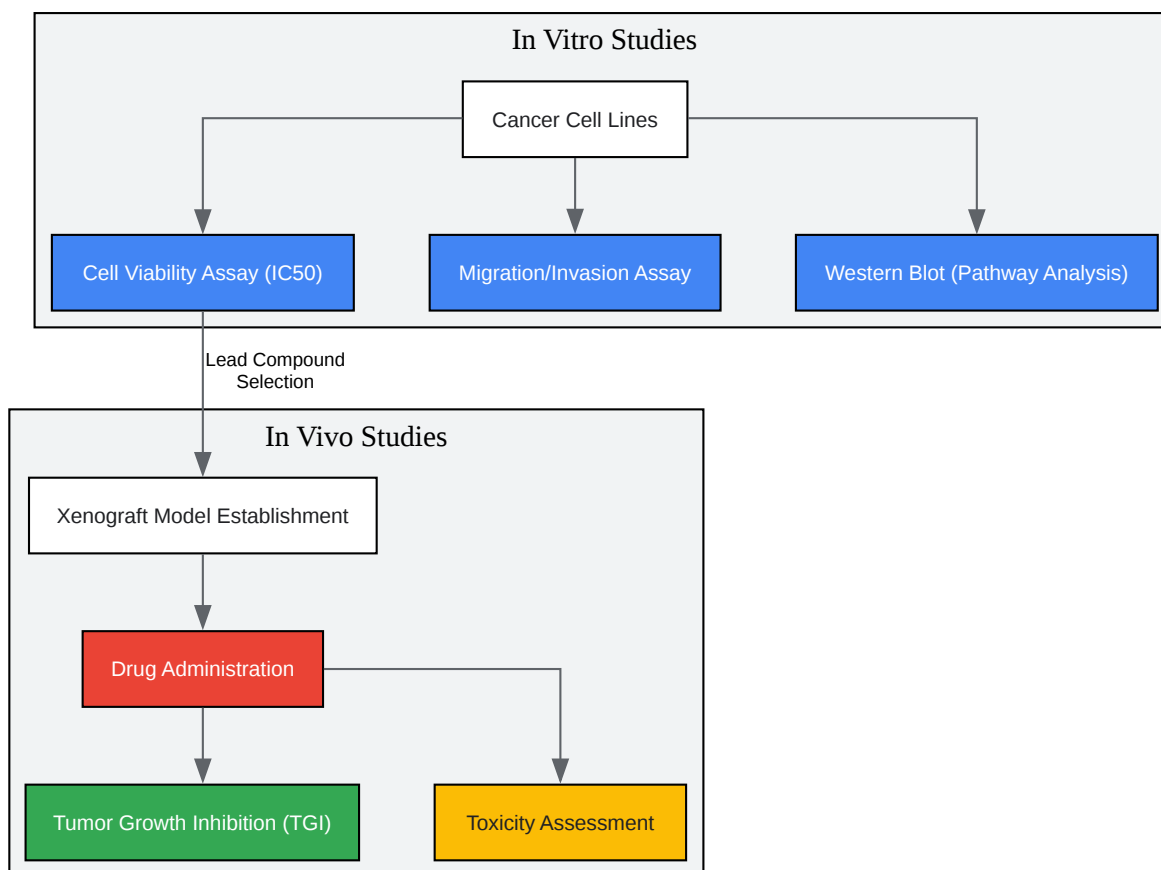 In Vitro Studies
Cancer Cell Lines
Cell Viability Assay (IC50)
Migration/Invasion Assay
Western Blot (Pathway Analysis)
Lead Compound
Selection
In Vivo Studies
Xenograft Model Establishment
Drug Administration
Tumor Growth Inhibition (TGI)
Toxicity Assessment